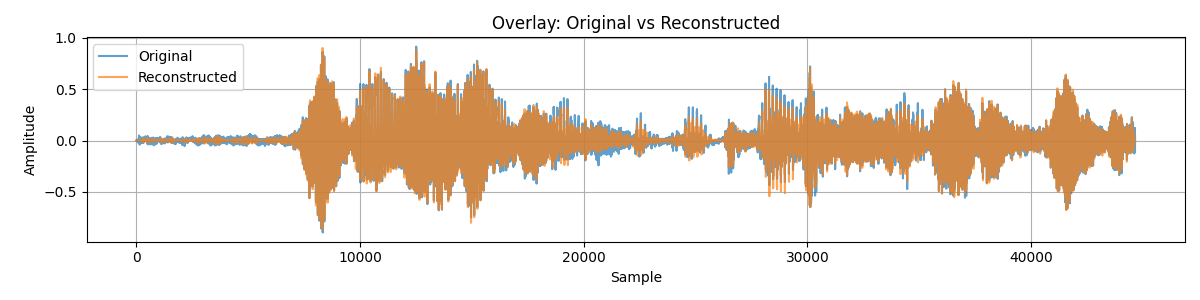 Overlay: Original vs Reconstructed
Original
Reconstructed
1.0
0.5
0.0
−0.5
Amplitude
0 10000 20000 30000 40000
Sample